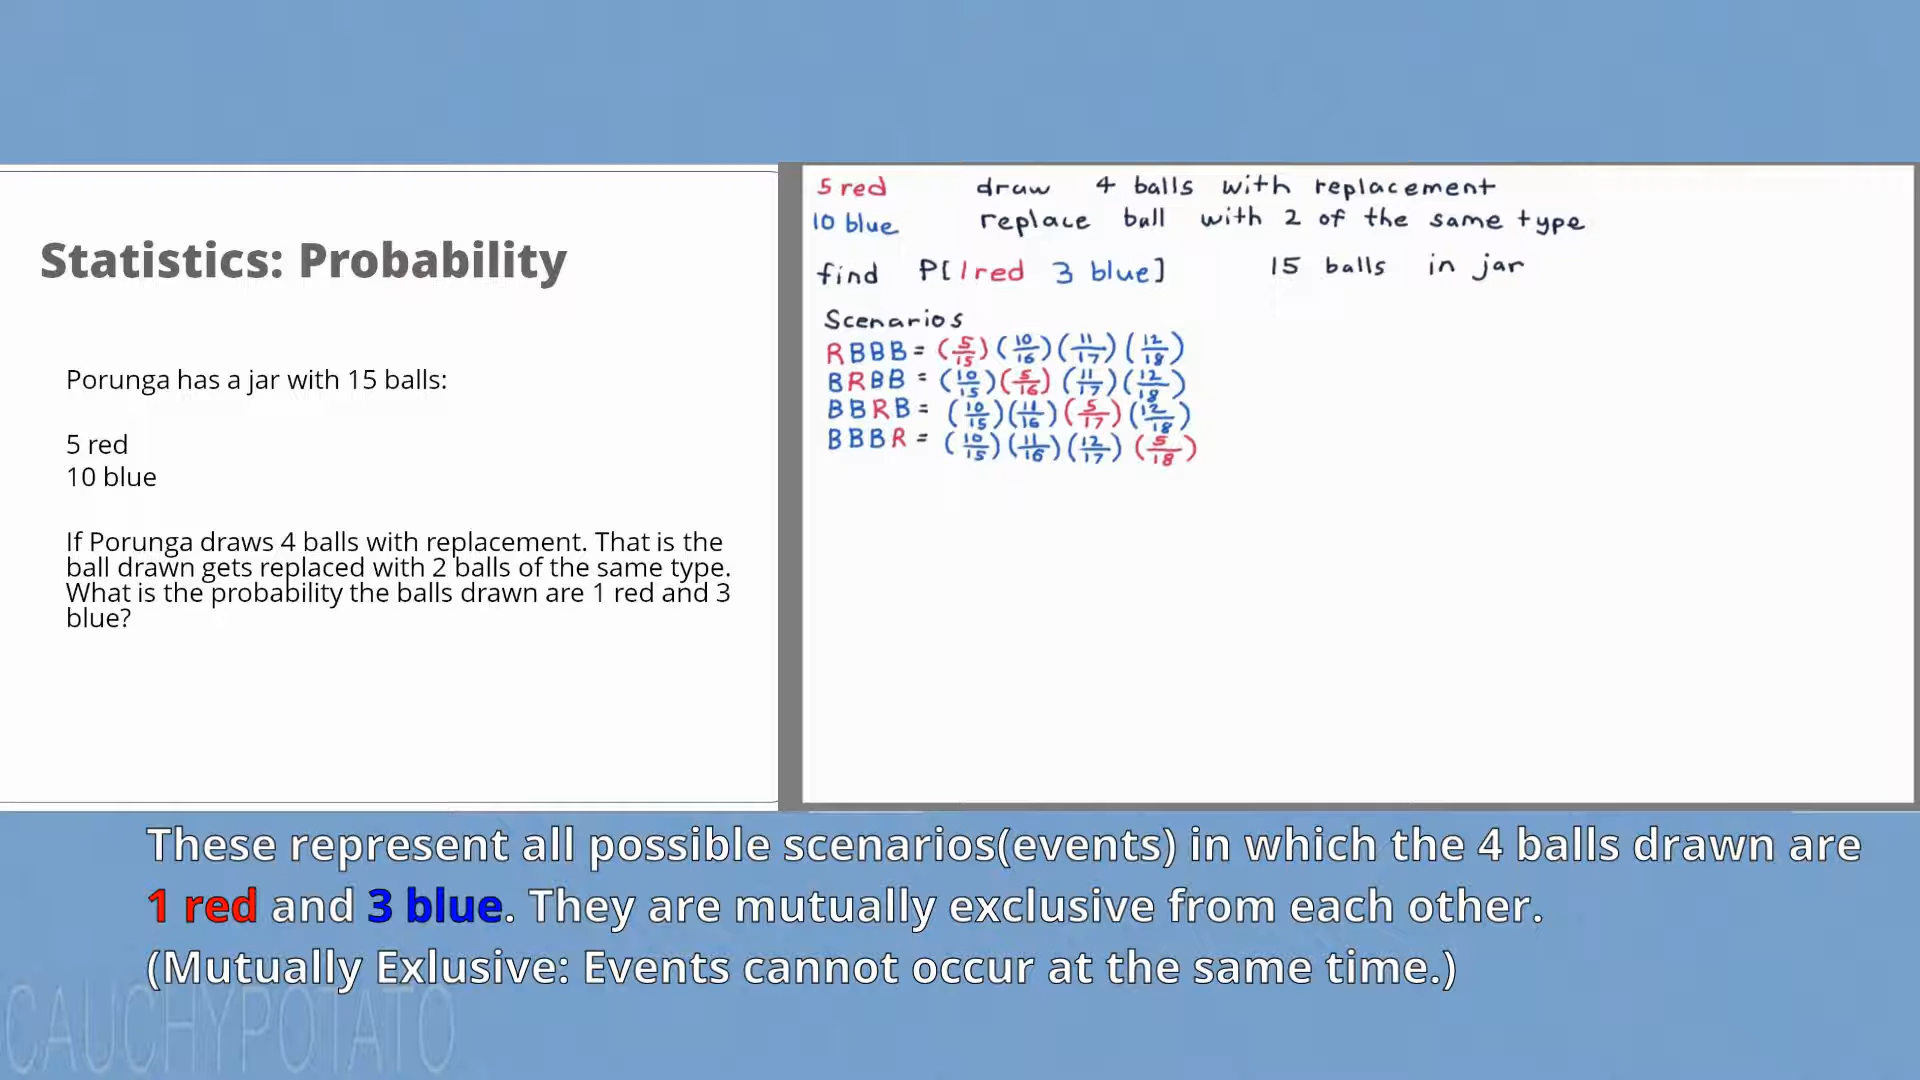 Statistics: Probability
Porunga has a jar with 15 balls:
5 red
10 blue
If Porunga draws 4 balls with replacement. That is the
ball drawn gets replaced with 2 balls of the same type.
What is the probability the balls drawn are 1 red and 3
blue?
5 red draw 4 balls with replacement
10 blue replace ball with 2 of the same type
find P[1red 3 blue] 15 balls in jar
Scenarios
RBBB = (5/15)(10/16)(11/17)(12/18)
BRBB = (10/15)(5/16)(11/17)(12/18)
BBRB = (10/15)(11/16)(5/17)(12/18)
BBBR = (10/15)(11/16)(12/17)(5/18)
These represent all possible scenarios(events) in which the 4 balls drawn are
1 red and 3 blue. They are mutually exclusive from each other.
(Mutually Exlusive: Events cannot occur at the same time.)
CAUCHYPOTATO